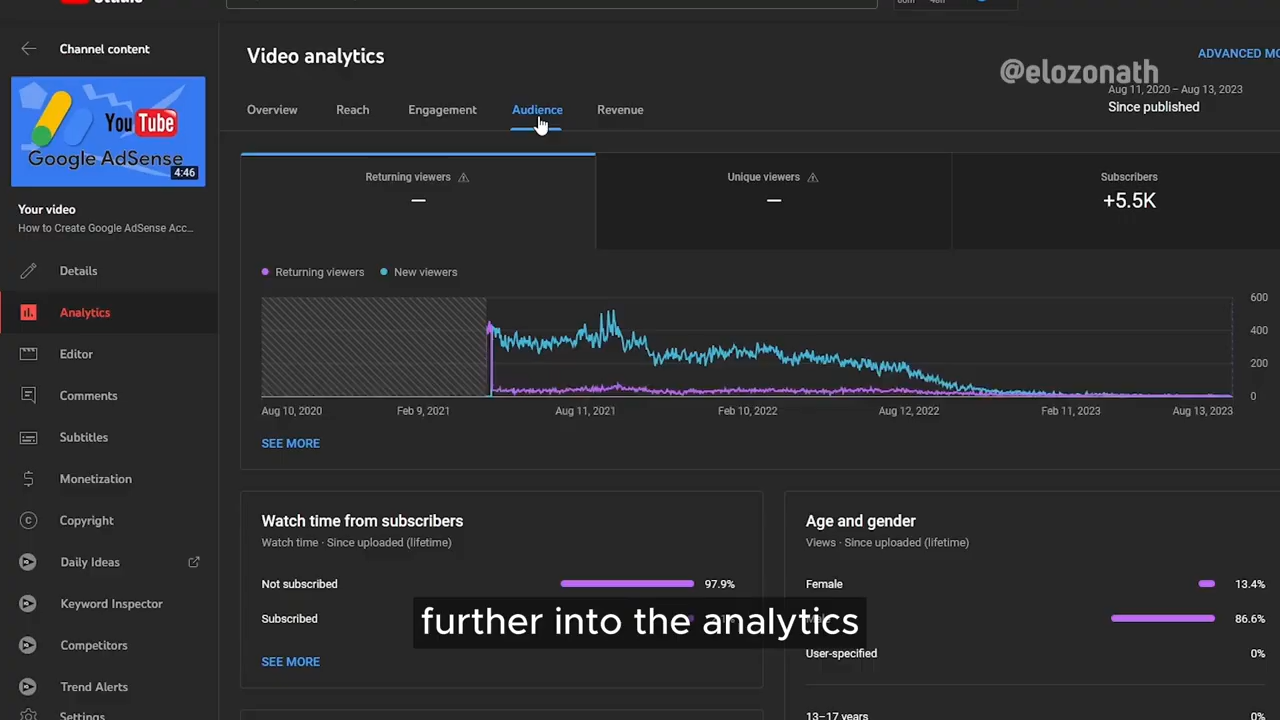 Studio
Channel content
YouTube
Google AdSense
4:46
Your video
How to Create Google AdSense Acc...
Details
Analytics
Editor
Comments
Subtitles
Monetization
Copyright
Daily Ideas
Keyword Inspector
Competitors
Trend Alerts
Settings
Video analytics
ADVANCED MO
@elozonath
Aug 11, 2020 – Aug 13, 2023
Since published
Overview Reach Engagement Audience Revenue
Returning viewers
—
Unique viewers
—
Subscribers
+5.5K
Returning viewers New viewers
600
400
200
0
Aug 10, 2020 Feb 9, 2021 Aug 11, 2021 Feb 10, 2022 Aug 12, 2022 Feb 11, 2023 Aug 13, 2023
SEE MORE
Watch time from subscribers
Watch time · Since uploaded (lifetime)
Not subscribed 97.9%
Subscribed
SEE MORE
Age and gender
Views · Since uploaded (lifetime)
Female 13.4%
86.6%
User-specified 0%
13–17 years 0%
further into the analytics